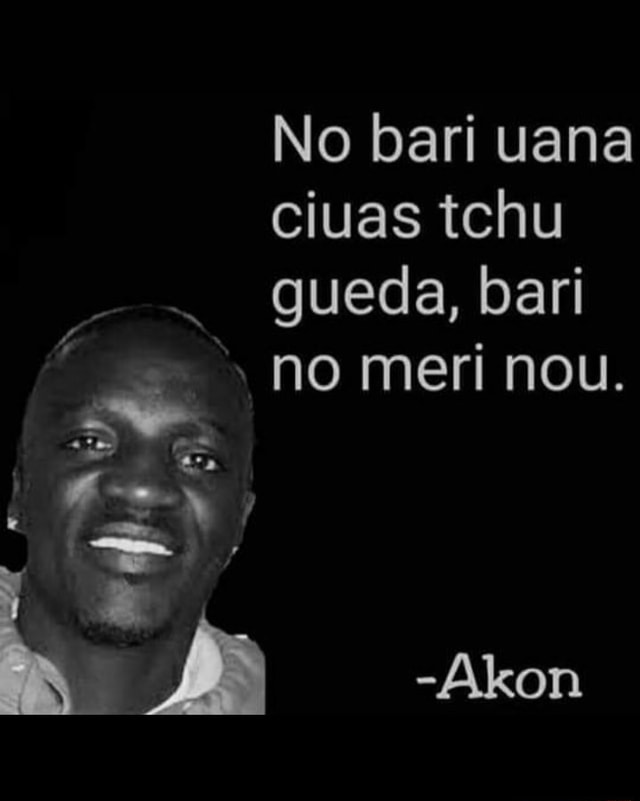 No bari uana
ciuas tchu
gueda, bari
no meri nou.
-Akon